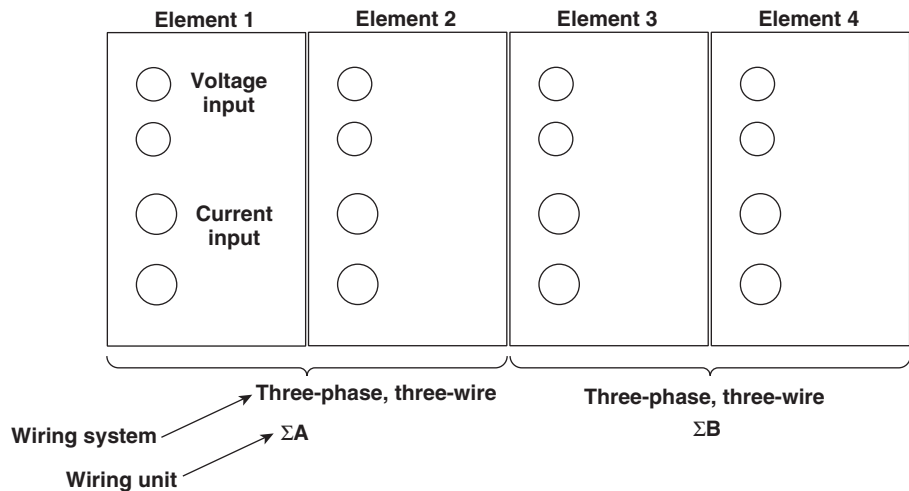 Element 1
Element 2
Element 3
Element 4
Voltage
input
Current
input
Three-phase, three-wire
Three-phase, three-wire
Wiring system
ΣA
ΣB
Wiring unit